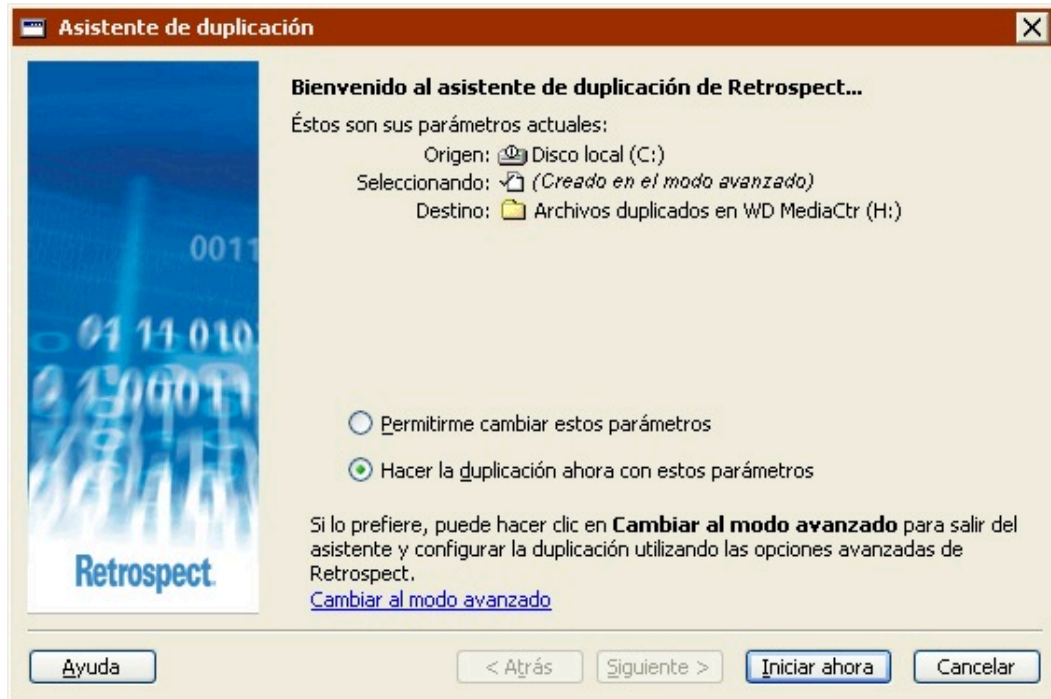 Asistente de duplicación
Bienvenido al asistente de duplicación de Retrospect...
Éstos son sus parámetros actuales:
Origen: Disco local (C:)
Seleccionando: (Creado en el modo avanzado)
Destino: Archivos duplicados en WD MediaCtr (H:)
0011
01 11 010
Permitirme cambiar estos parámetros
Hacer la duplicación ahora con estos parámetros
Si lo prefiere, puede hacer clic en Cambiar al modo avanzado para salir del
asistente y configurar la duplicación utilizando las opciones avanzadas de
Retrospect.
Cambiar al modo avanzado
Retrospect
Ayuda
< Atrás
Siguiente >
Iniciar ahora
Cancelar